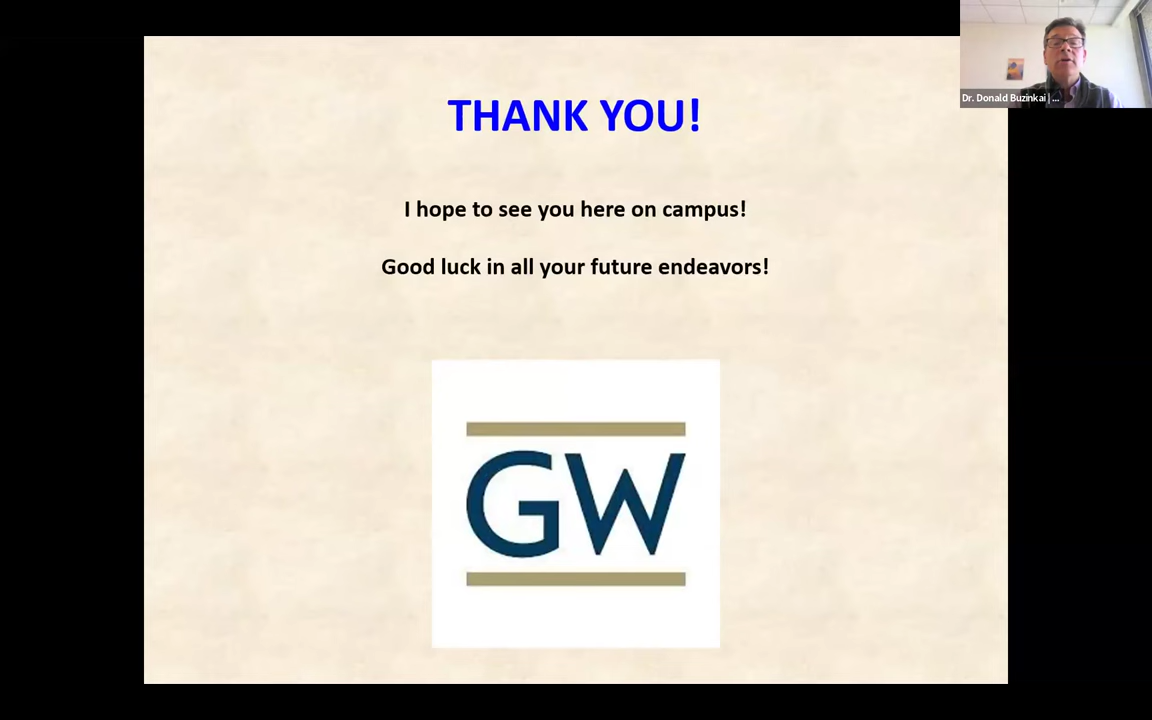 THANK YOU!
I hope to see you here on campus!
Good luck in all your future endeavors!
GW
Dr. Donald Buzinkai | ...